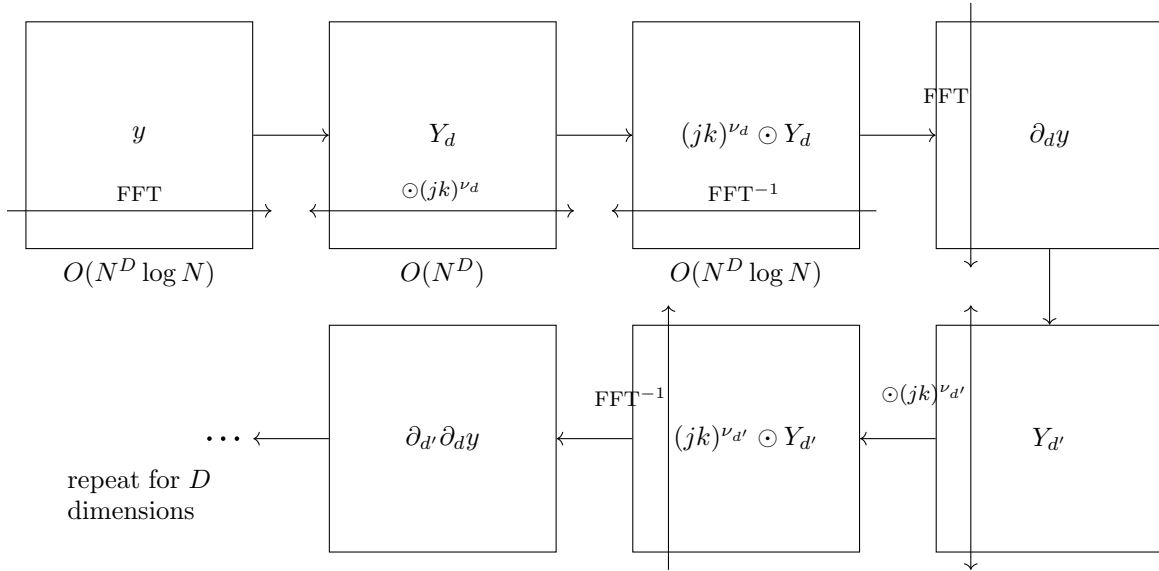 y
Y_d
(jk)^{ν_d} ⊙ Y_d
∂_d y
FFT
FFT
⊙(jk)^{ν_d}
FFT^{−1}
O(N^D log N)
O(N^D)
O(N^D log N)
∂_{d′}∂_d y
FFT^{−1}
(jk)^{ν_{d′}} ⊙ Y_{d′}
⊙(jk)^{ν_{d′}}
Y_{d′}
···
repeat for D
dimensions